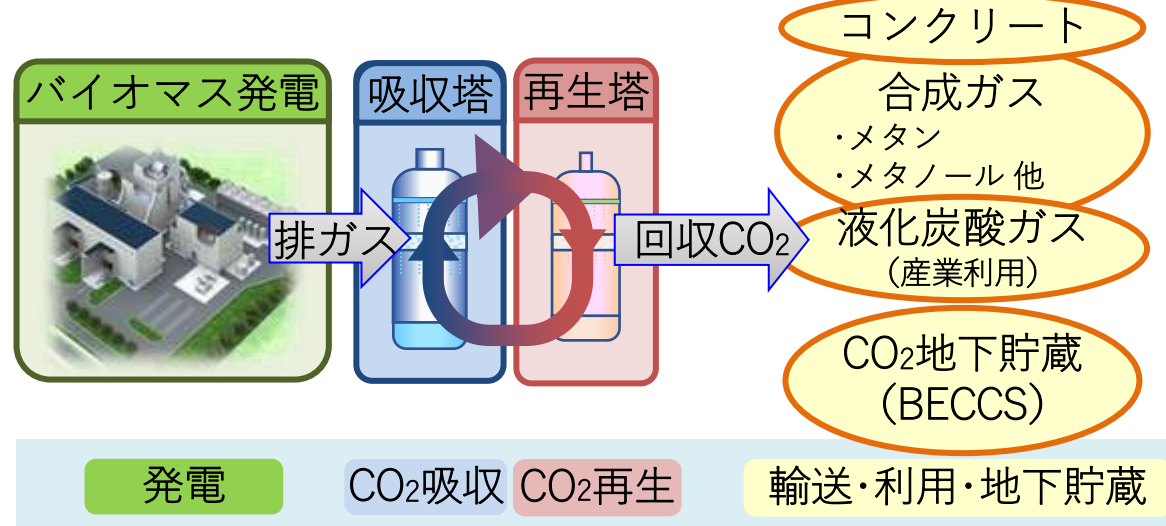 バイオマス発電
排ガス
吸収塔
再生塔
回収CO₂
コンクリート
合成ガス
・メタン
・メタノール 他
液化炭酸ガス
（産業利用）
CO₂地下貯蔵
（BECCS）
発電
CO₂吸収
CO₂再生
輸送・利用・地下貯蔵